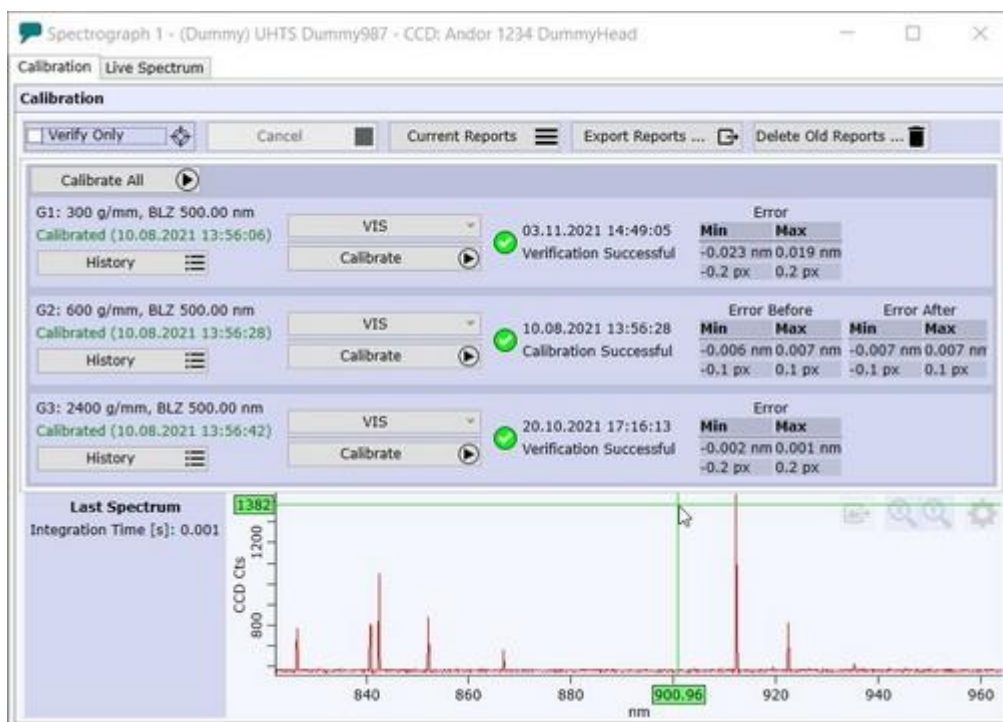 Spectrograph 1 - (Dummy) UHTS Dummy987 - CCD: Andor 1234 DummyHead
Calibration Live Spectrum
Calibration
Verify Only Cancel Current Reports Export Reports ... Delete Old Reports ...
Calibrate All
G1: 300 g/mm, BLZ 500.00 nm
Calibrated (10.08.2021 13:56:06)
History
VIS
Calibrate
03.11.2021 14:49:05
Verification Successful
Error
Min Max
-0.023 nm 0.019 nm
-0.2 px 0.2 px
G2: 600 g/mm, BLZ 500.00 nm
Calibrated (10.08.2021 13:56:28)
History
VIS
Calibrate
10.08.2021 13:56:28
Calibration Successful
Error Before Error After
Min Max Min Max
-0.006 nm 0.007 nm -0.007 nm 0.007 nm
-0.1 px 0.1 px -0.1 px 0.1 px
G3: 2400 g/mm, BLZ 500.00 nm
Calibrated (10.08.2021 13:56:42)
History
VIS
Calibrate
20.10.2021 17:16:13
Verification Successful
Error
Min Max
-0.002 nm 0.001 nm
-0.2 px 0.2 px
Last Spectrum
Integration Time [s]: 0.001
1382
1200
800
CCD Cts
840 860 880 900.96 920 940 960
nm